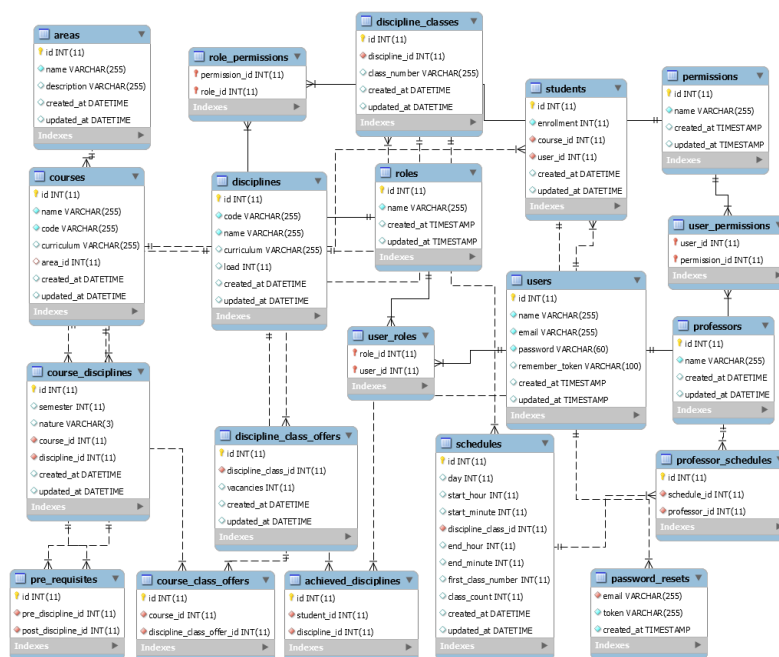 areas
id INT(11)
name VARCHAR(255)
description VARCHAR(255)
created_at DATETIME
updated_at DATETIME
Indexes
role_permissions
permission_id INT(11)
role_id INT(11)
Indexes
discipline_classes
id INT(11)
discipline_id INT(11)
class_number VARCHAR(255)
created_at DATETIME
updated_at DATETIME
Indexes
students
id INT(11)
enrollment INT(11)
course_id INT(11)
user_id INT(11)
created_at DATETIME
updated_at DATETIME
Indexes
permissions
id INT(11)
name VARCHAR(255)
created_at TIMESTAMP
updated_at TIMESTAMP
Indexes
courses
id INT(11)
name VARCHAR(255)
code VARCHAR(255)
curriculum VARCHAR(255)
area_id INT(11)
created_at DATETIME
updated_at DATETIME
Indexes
disciplines
id INT(11)
code VARCHAR(255)
name VARCHAR(255)
curriculum VARCHAR(255)
load INT(11)
created_at DATETIME
updated_at DATETIME
Indexes
roles
id INT(11)
name VARCHAR(255)
created_at TIMESTAMP
updated_at TIMESTAMP
Indexes
user_permissions
user_id INT(11)
permission_id INT(11)
Indexes
users
id INT(11)
name VARCHAR(255)
email VARCHAR(255)
password VARCHAR(60)
remember_token VARCHAR(100)
created_at TIMESTAMP
updated_at TIMESTAMP
Indexes
user_roles
role_id INT(11)
user_id INT(11)
Indexes
professors
id INT(11)
name VARCHAR(255)
created_at DATETIME
updated_at DATETIME
Indexes
course_disciplines
id INT(11)
semester INT(11)
nature VARCHAR(3)
course_id INT(11)
discipline_id INT(11)
created_at DATETIME
updated_at DATETIME
Indexes
discipline_class_offers
id INT(11)
discipline_class_id INT(11)
vacancies INT(11)
created_at DATETIME
updated_at DATETIME
Indexes
schedules
id INT(11)
day INT(11)
start_hour INT(11)
start_minute INT(11)
discipline_class_id INT(11)
end_hour INT(11)
end_minute INT(11)
first_class_number INT(11)
class_count INT(11)
created_at DATETIME
updated_at DATETIME
Indexes
professor_schedules
id INT(11)
schedule_id INT(11)
professor_id INT(11)
Indexes
pre_requisites
id INT(11)
pre_discipline_id INT(11)
post_discipline_id INT(11)
Indexes
course_class_offers
id INT(11)
course_id INT(11)
discipline_class_offer_id INT(11)
Indexes
achieved_disciplines
id INT(11)
student_id INT(11)
discipline_id INT(11)
Indexes
password_resets
email VARCHAR(255)
token VARCHAR(255)
created_at TIMESTAMP
Indexes